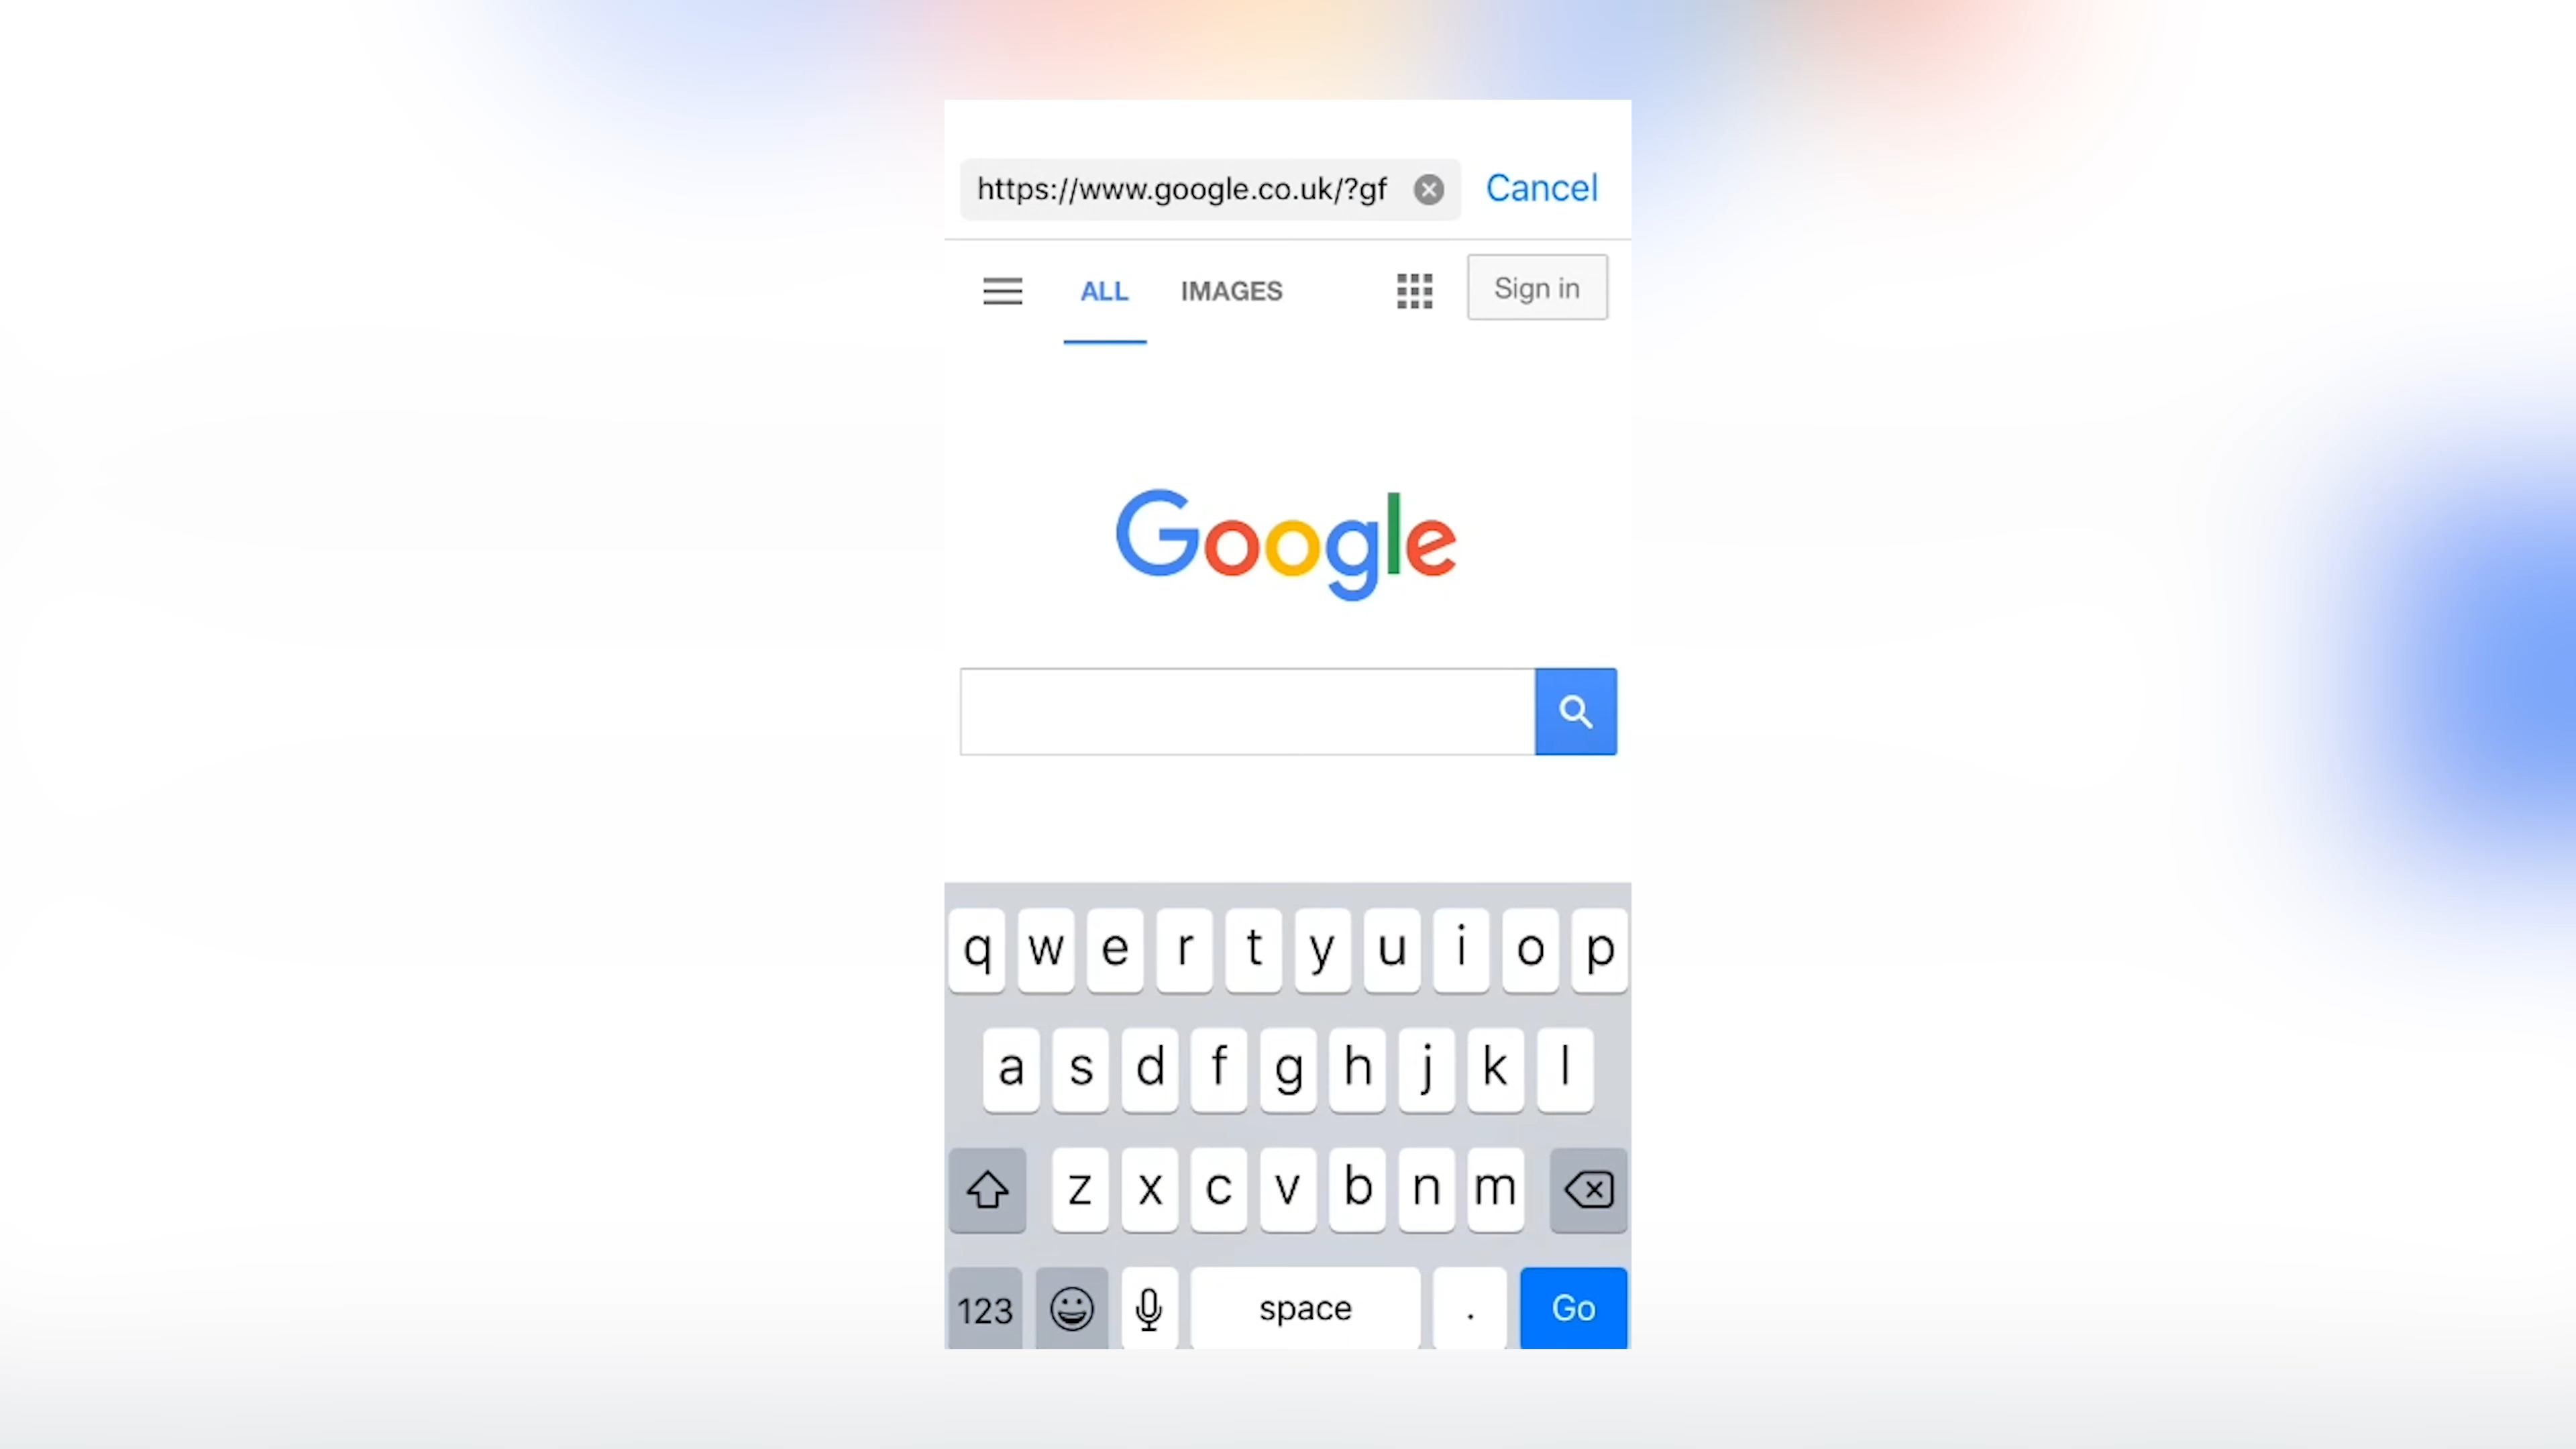 https://www.google.co.uk/?gf Cancel
ALL IMAGES Sign in
Google
q w e r t y u i o p
a s d f g h j k l
z x c v b n m
123 space . Go